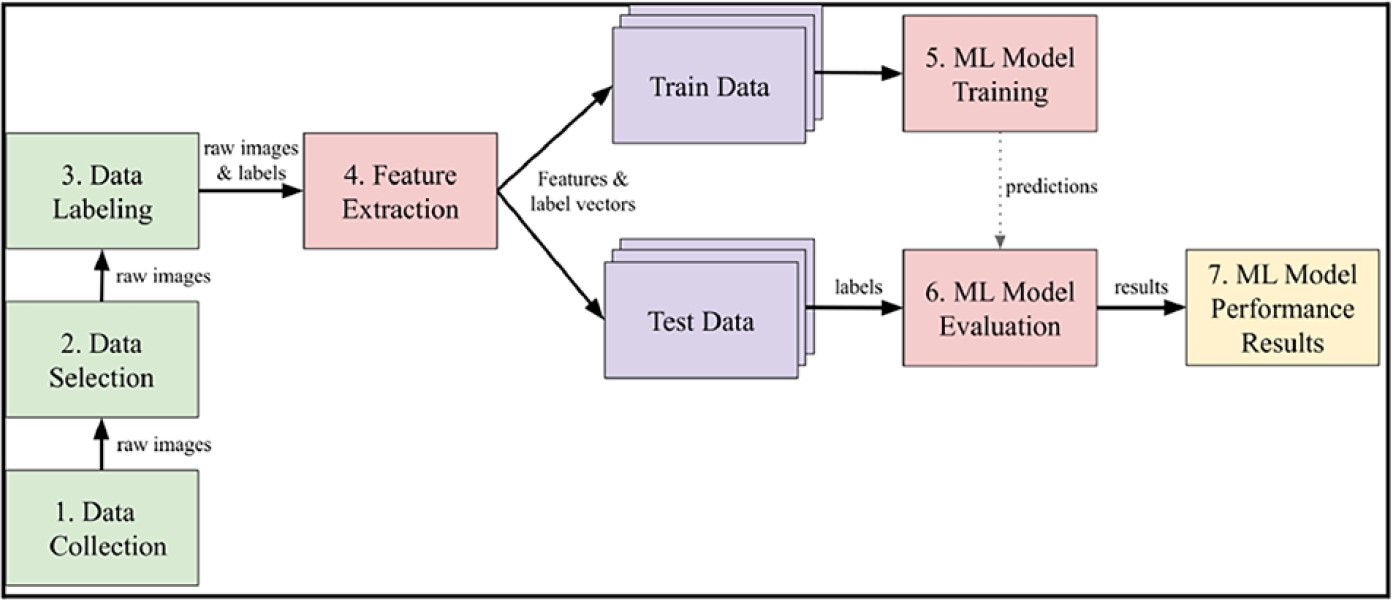 Train Data
5. ML Model
Training
3. Data
Labeling
raw images
& labels
4. Feature
Extraction
Features &
label vectors
predictions
raw images
2. Data
Selection
Test Data
labels
6. ML Model
Evaluation
results
7. ML Model
Performance
Results
raw images
1. Data
Collection